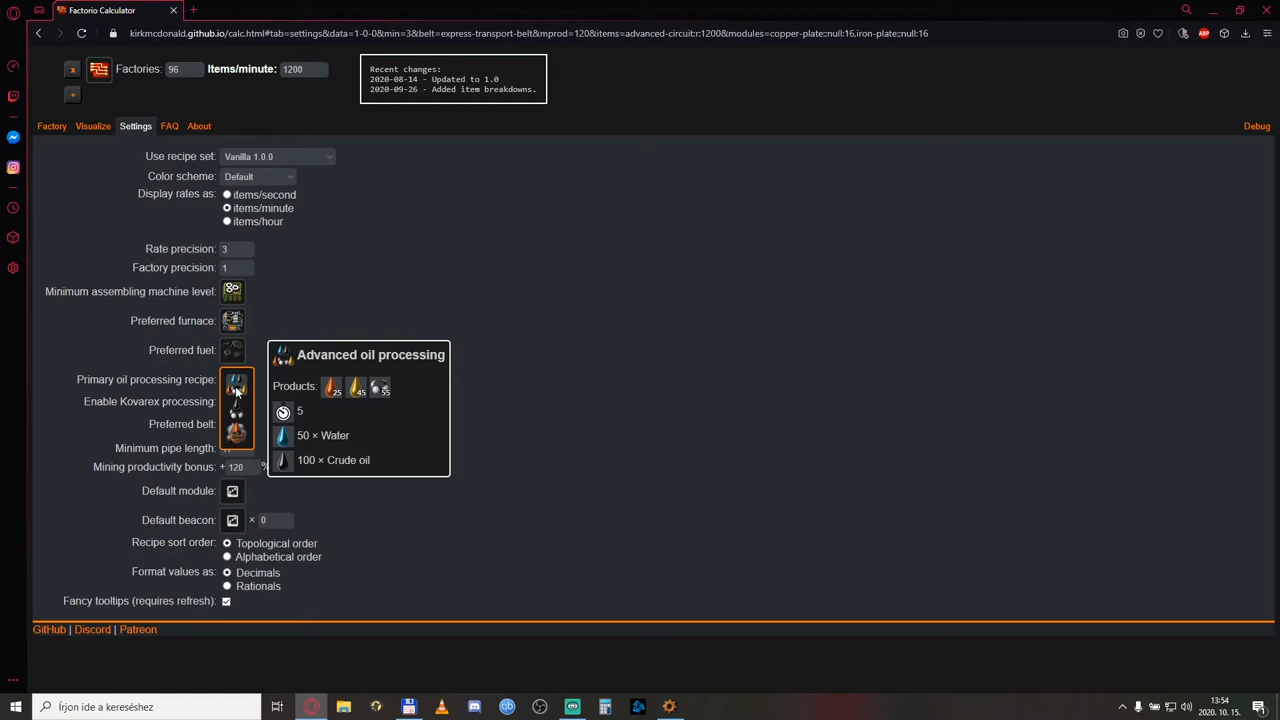 Factorio Calculator
kirkmcdonald.github.io/calc.html#tab=settings&data=1-0-0&min=3&belt=express-transport-belt&mprod=120&items=advanced-circuit:r:1200&modules=copper-plate;;null:16,iron-plate;;null:16
x Factories: 96 Items/minute: 1200
+
Recent changes:
2020-08-14 - Updated to 1.0
2020-09-26 - Added item breakdowns.
Factory Visualize Settings FAQ About Debug
Use recipe set: Vanilla 1.0.0
Color scheme: Default
Display rates as: items/second
items/minute
items/hour
Rate precision: 3
Factory precision: 1
Minimum assembling machine level:
Preferred furnace:
Preferred fuel:
Primary oil processing recipe:
Enable Kovarex processing:
Preferred belt:
Minimum pipe length:
Mining productivity bonus: + 120 %
Default module:
Default beacon: × 0
Recipe sort order: Topological order
Alphabetical order
Format values as: Decimals
Rationals
Fancy tooltips (requires refresh):
Advanced oil processing
Products: 25 45 55
5
50 × Water
100 × Crude oil
GitHub | Discord | Patreon
Írjon ide a kereséshez
13:54
2020. 10. 15.